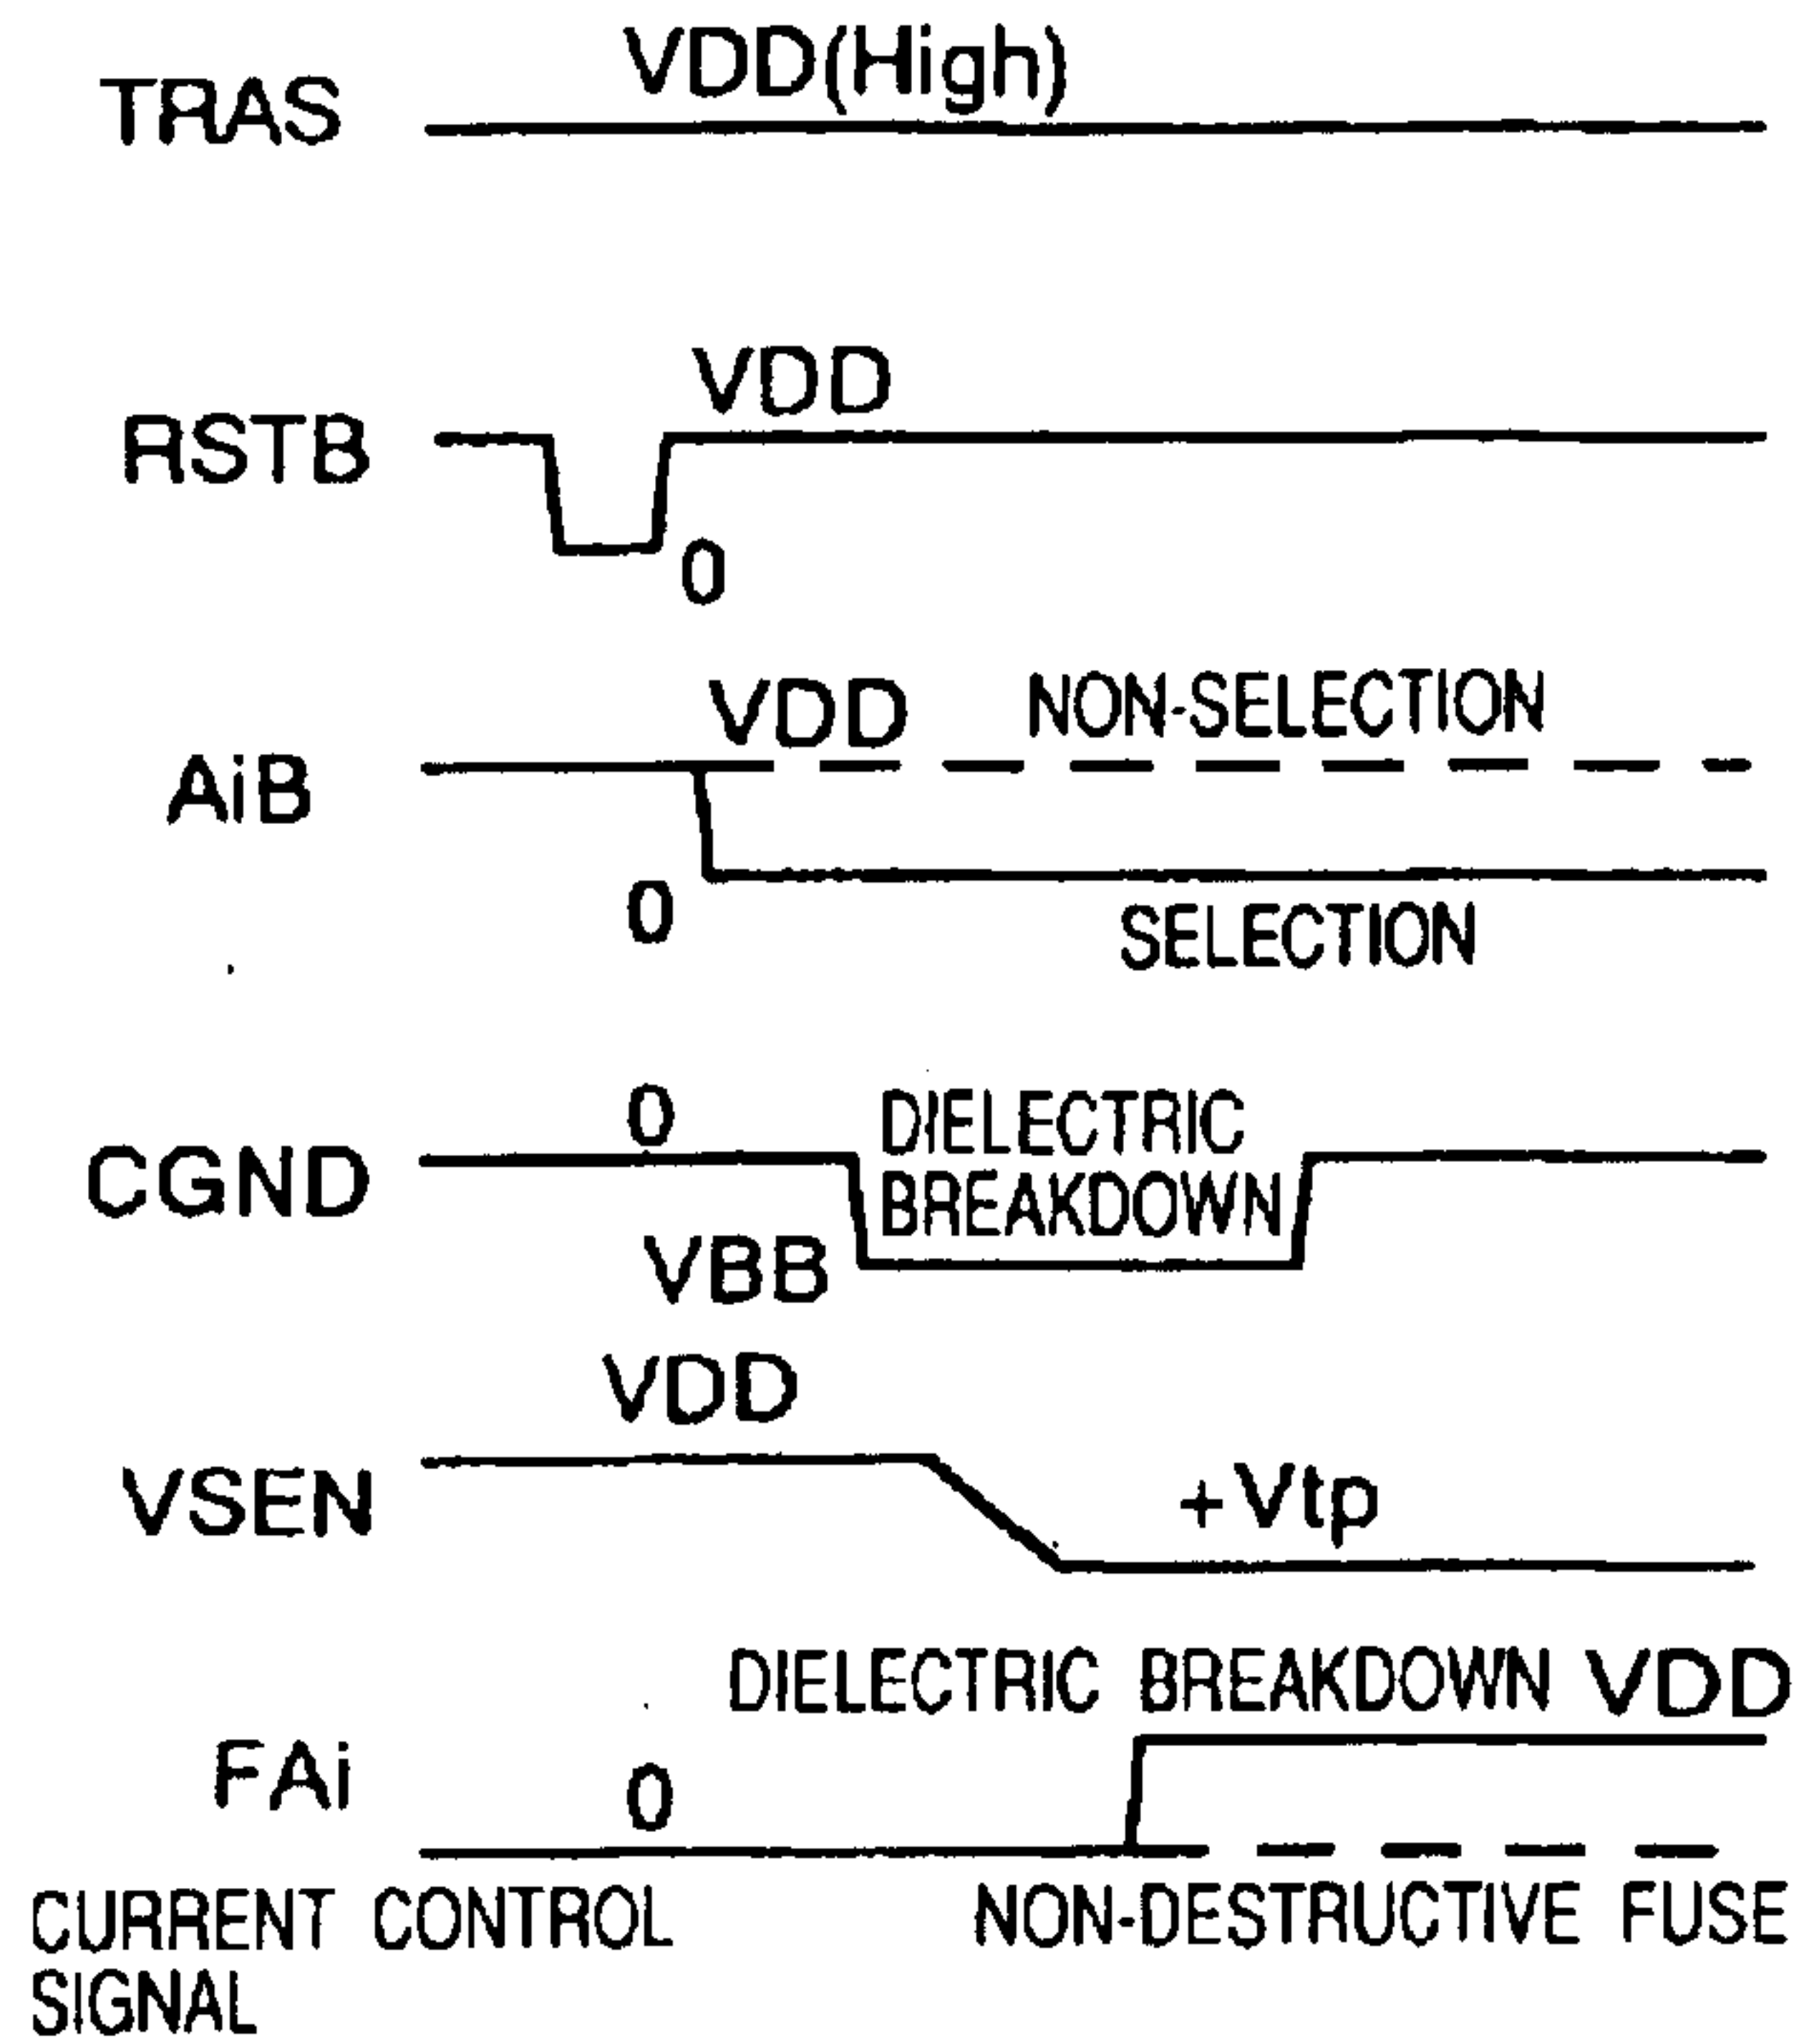 VDD(High)
TRAS
VDD
RSTB
0
VDD NON-SELECTION
AiB
0
SELECTION
0 DIELECTRIC
CGND BREAKDOWN
VBB
VDD
VSEN +Vtp
DIELECTRIC BREAKDOWN VDD
FAi 0
CURRENT CONTROL NON-DESTRUCTIVE FUSE
SIGNAL